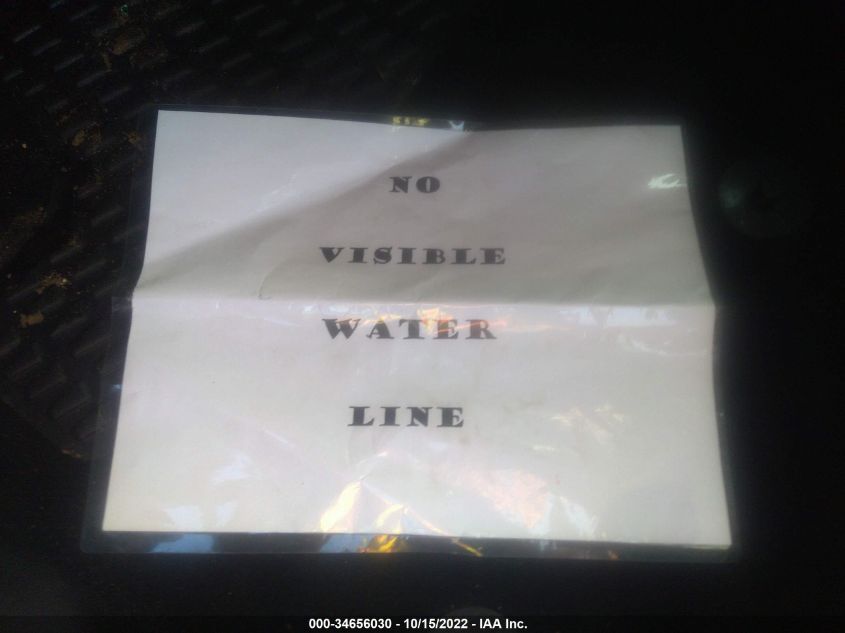 NO
VISIBLE
WATER
LINE
000-34656030 - 10/15/2022 - IAA Inc.